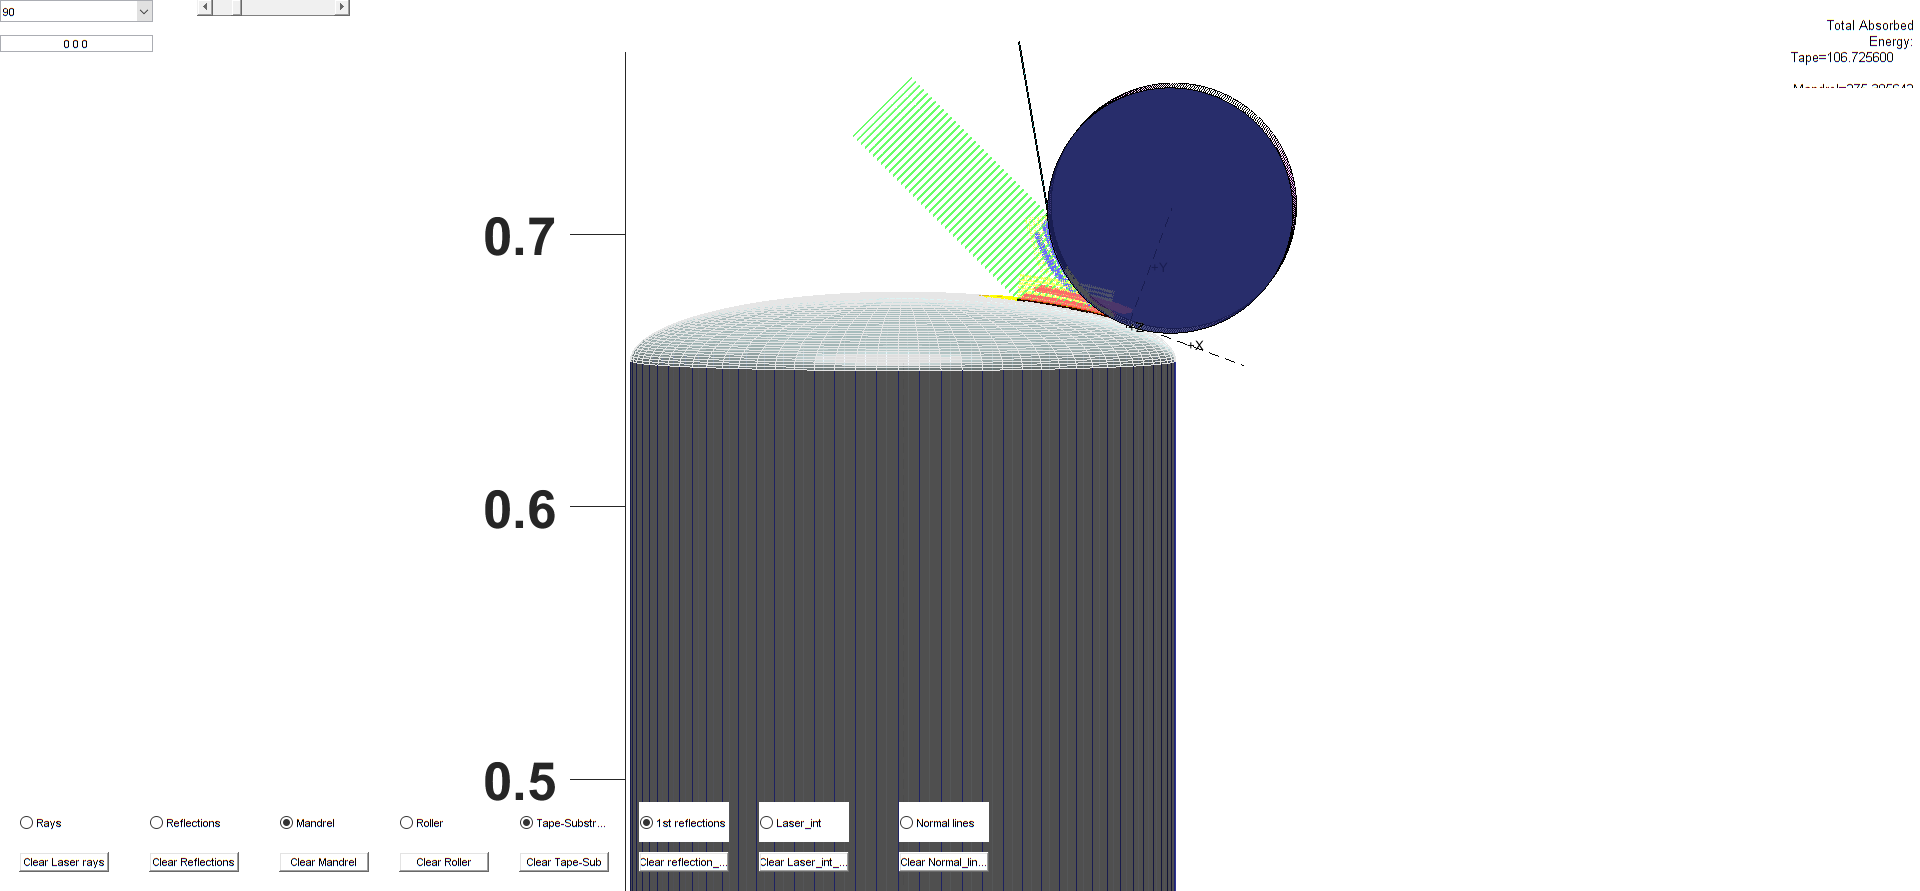 90
0 0 0
Total Absorbed
Energy:
Tape=106.725600
0.7
+Y
+X
0.6
0.5
Rays
Reflections
Mandrel
Roller
Tape-Substr...
1st reflections
Laser_int
Normal lines
Clear Laser rays
Clear Reflections
Clear Mandrel
Clear Roller
Clear Tape-Sub
Clear reflection_...
Clear Laser_int_...
Clear Normal_lin...